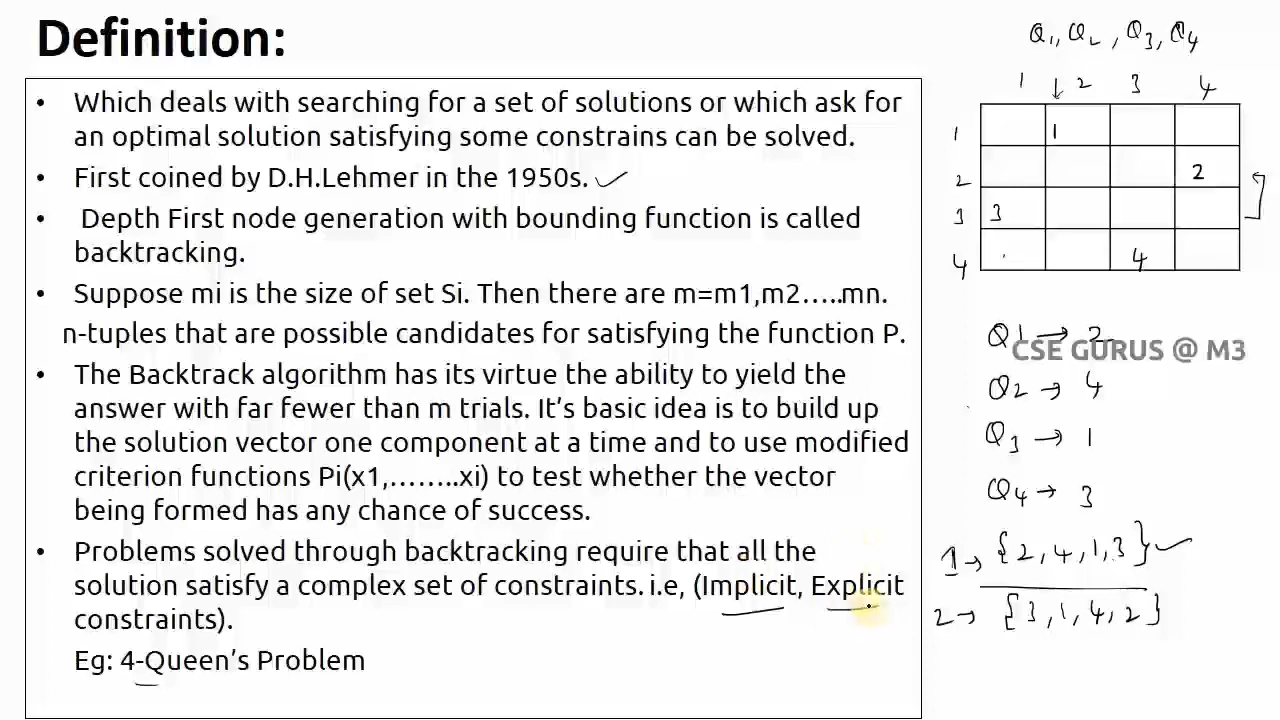 Definition:
• Which deals with searching for a set of solutions or which ask for
an optimal solution satisfying some constrains can be solved.
• First coined by D.H.Lehmer in the 1950s.
• Depth First node generation with bounding function is called
backtracking.
• Suppose mi is the size of set Si. Then there are m=m1,m2…..mn.
n-tuples that are possible candidates for satisfying the function P.
• The Backtrack algorithm has its virtue the ability to yield the
answer with far fewer than m trials. It’s basic idea is to build up
the solution vector one component at a time and to use modified
criterion functions Pi(x1,……..xi) to test whether the vector
being formed has any chance of success.
• Problems solved through backtracking require that all the
solution satisfy a complex set of constraints. i.e, (Implicit, Explicit
constraints).
Eg: 4-Queen’s Problem
Q1, Q2, Q3, Q4
1 ↓ 2 3 4
1 1
2 2
3 3
4 4
Q1 → 2
CSE GURUS @ M3
Q2 → 4
Q3 → 1
Q4 → 3
1→ {2,4,1,3}
2→ {3,1,4,2}